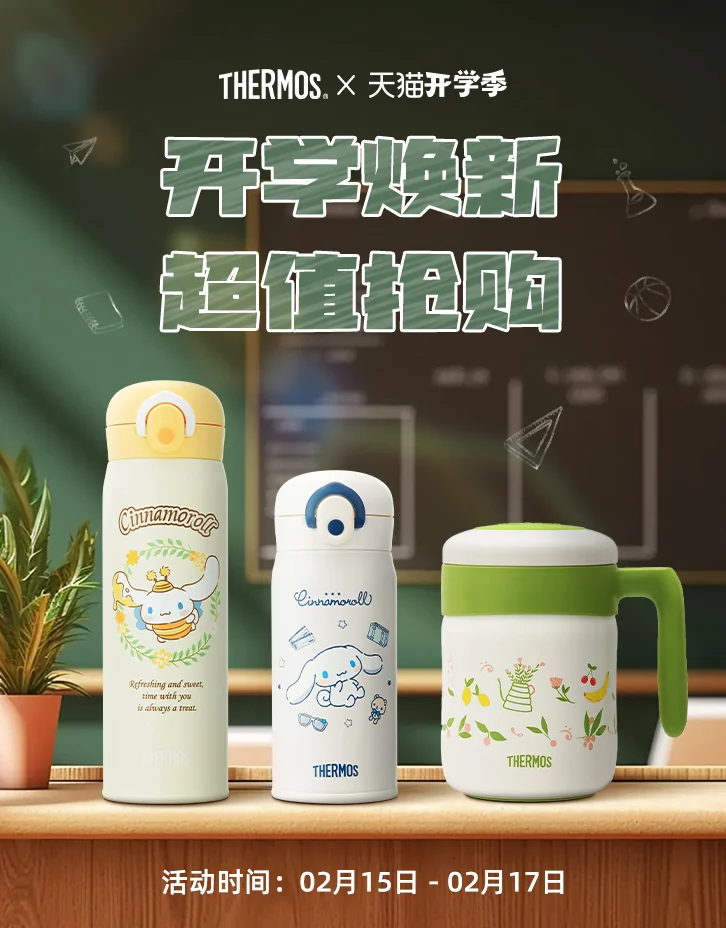 THERMOS® × 天猫开学季
开学焕新
超值抢购
Cinnamoroll
Refreshing and sweet,
time with you
is always a treat.
THERMOS
Cinnamoroll
THERMOS
THERMOS
活动时间：02月15日 - 02月17日